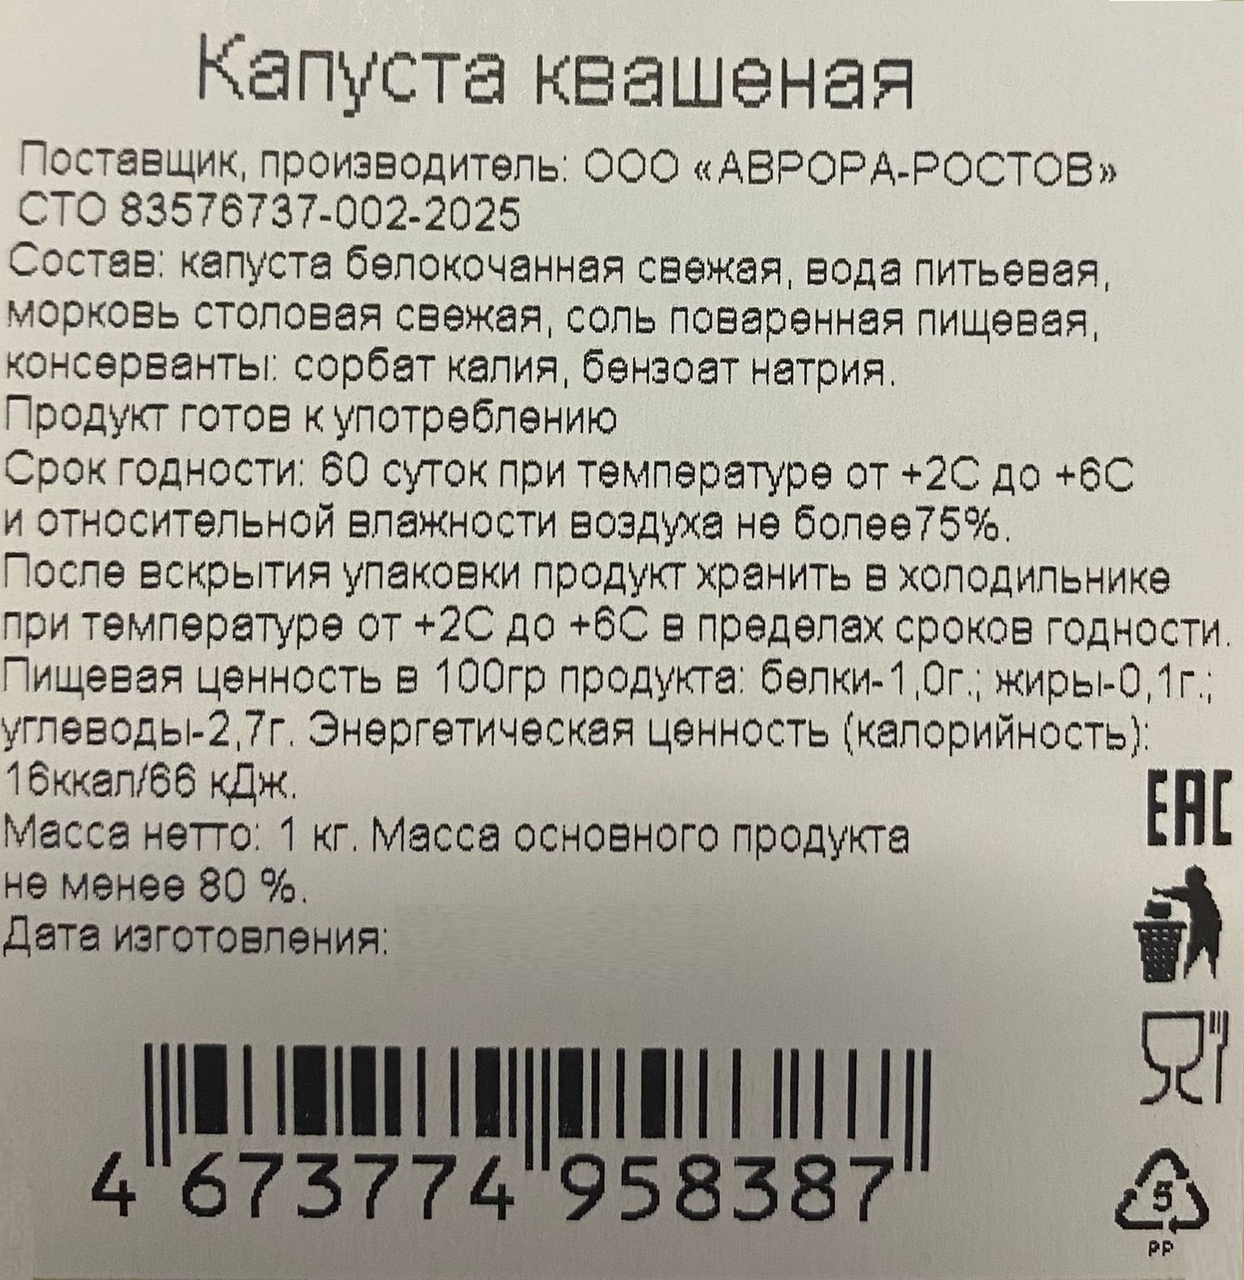 Капуста квашеная
Поставщик, производитель: ООО «АВРОРА-РОСТОВ»
СТО 83576737-002-2025
Состав: капуста белокочанная свежая, вода питьевая,
морковь столовая свежая, соль поваренная пищевая,
консерванты: сорбат калия, бензоат натрия.
Продукт готов к употреблению
Срок годности: 60 суток при температуре от +2С до +6С
и относительной влажности воздуха не более75%.
После вскрытия упаковки продукт хранить в холодильнике
при температуре от +2С до +6С в пределах сроков годности.
Пищевая ценность в 100гр продукта: белки-1,0г.; жиры-0,1г.;
углеводы-2,7г. Энергетическая ценность (калорийность):
16ккал/66 кДж.
Масса нетто: 1 кг. Масса основного продукта
не менее 80 %.
Дата изготовления:
EAC
4 673774 958387
5
PP